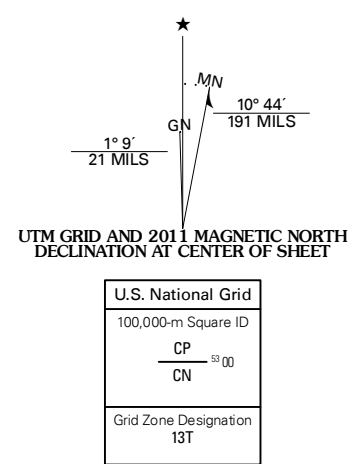 ★
MN
GN
10° 44´
191 MILS
1° 9´
21 MILS
UTM GRID AND 2011 MAGNETIC NORTH
DECLINATION AT CENTER OF SHEET
U.S. National Grid
100,000-m Square ID
CP
53 00
CN
Grid Zone Designation
13T